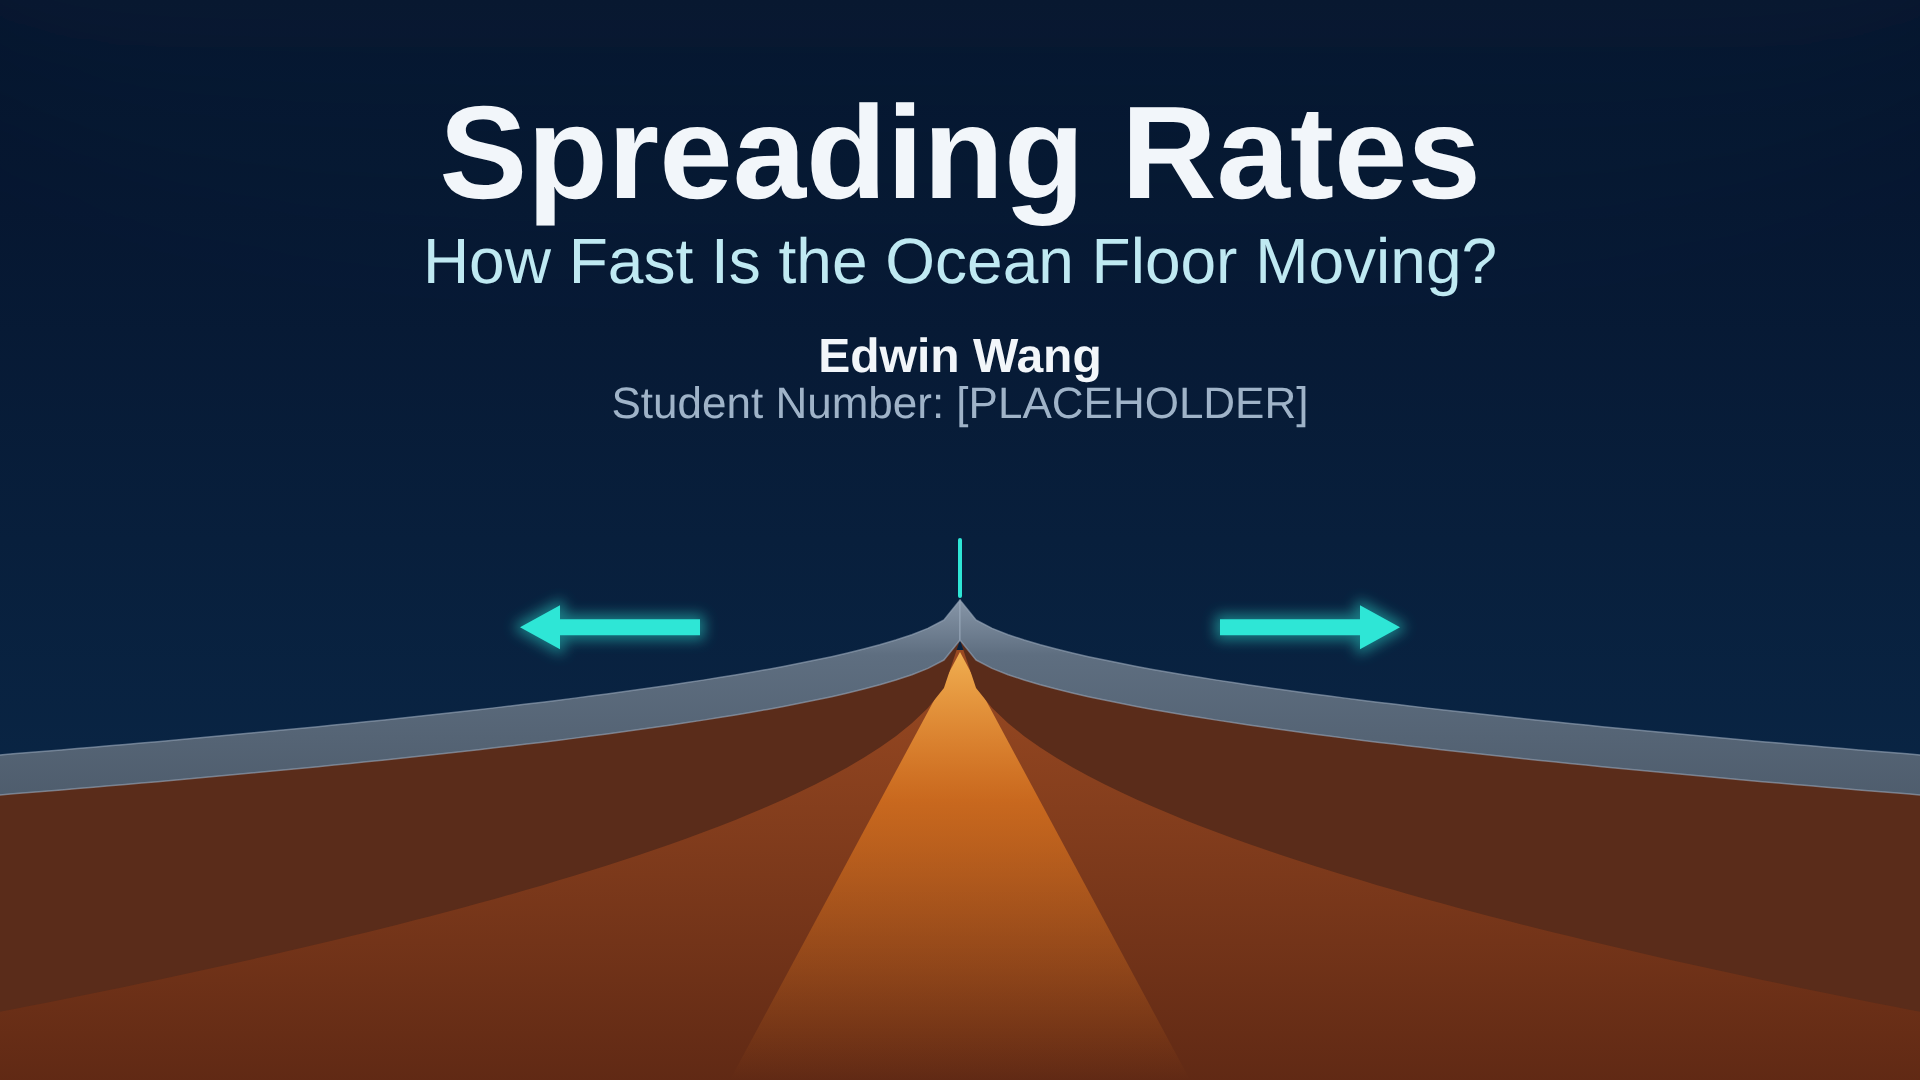 Spreading Rates
How Fast Is the Ocean Floor Moving?
Edwin Wang
Student Number: [PLACEHOLDER]